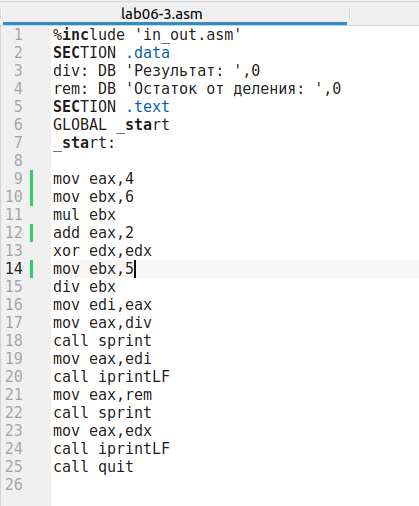 lab06-3.asm
1 %include 'in_out.asm'
2 SECTION .data
3 div: DB 'Результат: ',0
4 rem: DB 'Остаток от деления: ',0
5 SECTION .text
6 GLOBAL _start
7 _start:
8
9 mov eax,4
10 mov ebx,6
11 mul ebx
12 add eax,2
13 xor edx,edx
14 mov ebx,5
15 div ebx
16 mov edi,eax
17 mov eax,div
18 call sprint
19 mov eax,edi
20 call iprintLF
21 mov eax,rem
22 call sprint
23 mov eax,edx
24 call iprintLF
25 call quit
26